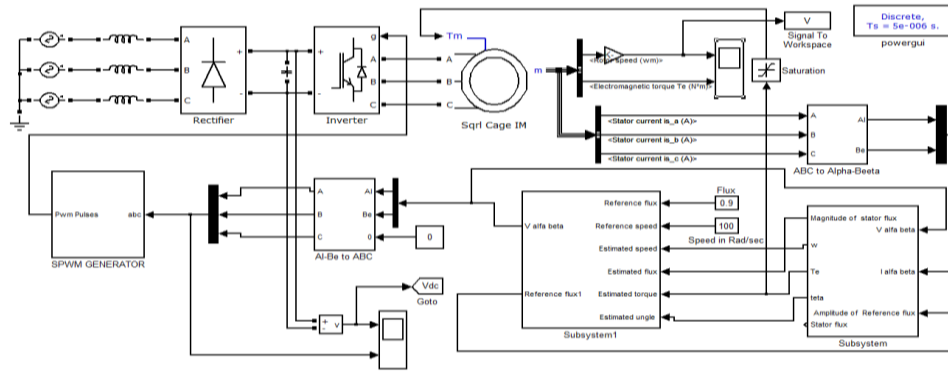 Discrete,
Ts = 5e-006 s.
powergui
V
Signal To
Workspace
Saturation
Tm
g
A
B
C
+
-
Rectifier
+
-
A
B
C
Inverter
A
B
C
m
Sqrl Cage IM
speed (wm)>
<Electromagnetic torque Te (N*m)>
<Stator current is_a (A)>
<Stator current is_b (A)>
<Stator current is_c (A)>
A
B
C
Al
Be
ABC to Alpha-Beeta
Pwm Pulses
abc
SPWM GENERATOR
A
B
C
Al
Be
0
Al-Be to ABC
0
Vdc
Goto
+
-
v
V alfa beta
Reference flux1
Reference flux
Reference speed
Estimated speed
Estimated flux
Estimated torque
Estimated ungle
Subsystem1
Flux
0.9
100
Speed in Rad/sec
Magnitude of stator flux
w
Te
teta
Stator flux
V alfa beta
I alfa beta
Amplitude of Reference flux
Subsystem